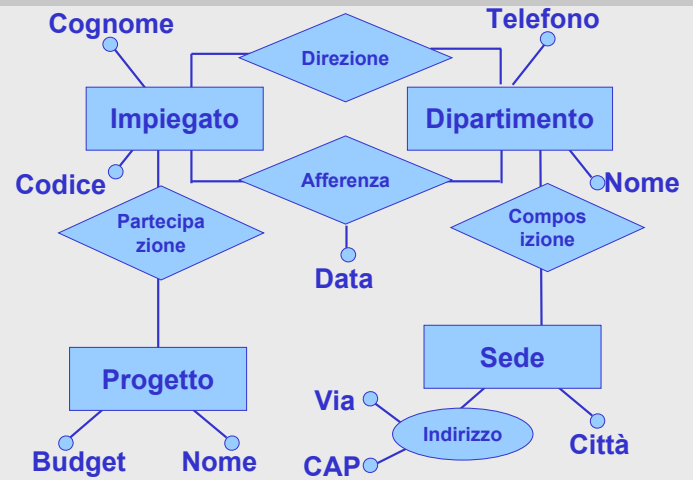 Cognome
Telefono
Direzione
Impiegato
Dipartimento
Codice
Afferenza
Nome
Partecipa
zione
Compos
izione
Data
Progetto
Sede
Via
Indirizzo
Città
Budget
Nome
CAP